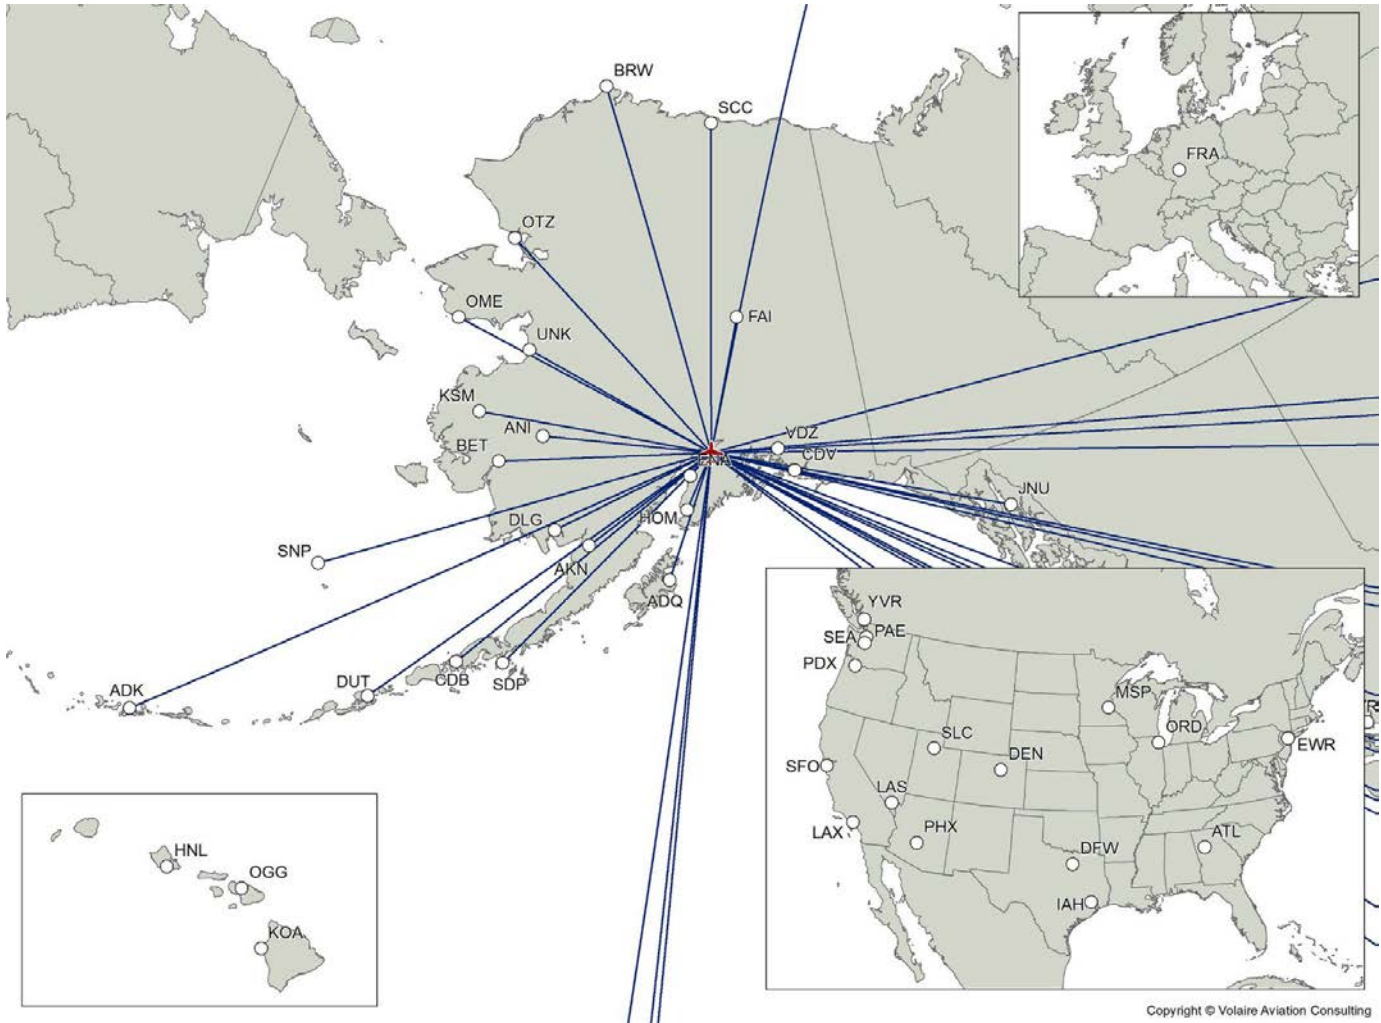 BRW
SCC
FRA
OTZ
OME
FAI
UNK
KSM
ANI
VDZ
BET
ENA
CDV
JNU
DLG
HOM
SNP
AKN
ADQ
YVR
PAE
SEA
PDX
ADK
DUT
CDB
SDP
MSP
ORD
EWR
SLC
DEN
SFO
LAS
LAX
PHX
ATL
DFW
IAH
HNL
OGG
KOA
Copyright © Volaire Aviation Consulting